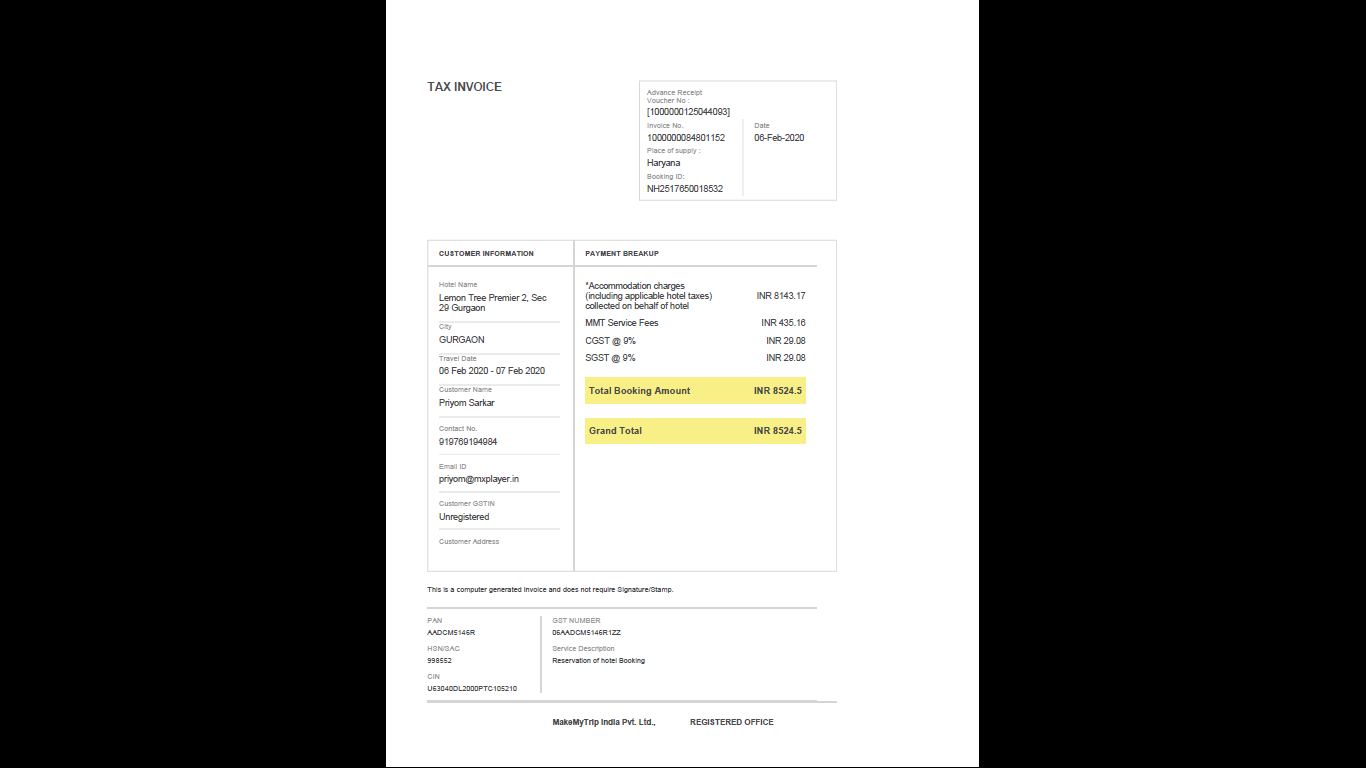 TAX INVOICE
Advance Receipt
Voucher No :
[1000000125044093]
Invoice No.
Date
1000000084801152
06-Feb-2020
Place of supply :
Haryana
Booking ID:
NH2517650018532
CUSTOMER INFORMATION
PAYMENT BREAKUP
Hotel Name
Lemon Tree Premier 2, Sec
29 Gurgaon
City
GURGAON
Travel Date
06 Feb 2020 - 07 Feb 2020
Customer Name
Priyom Sarkar
Contact No.
919769194984
Email ID
priyom@mxplayer.in
Customer GSTIN
Unregistered
Customer Address
*Accommodation charges
(including applicable hotel taxes) INR 8143.17
collected on behalf of hotel
MMT Service Fees INR 435.16
CGST @ 9% INR 29.08
SGST @ 9% INR 29.08
Total Booking Amount INR 8524.5
Grand Total INR 8524.5
This is a computer generated Invoice and does not require Signature/Stamp.
PAN
AADCM5146R
HSN/SAC
998552
CIN
U63040DL2000PTC105210
GST NUMBER
06AADCM5146R1ZZ
Service Description
Reservation of hotel Booking
MakeMyTrip India Pvt. Ltd., REGISTERED OFFICE